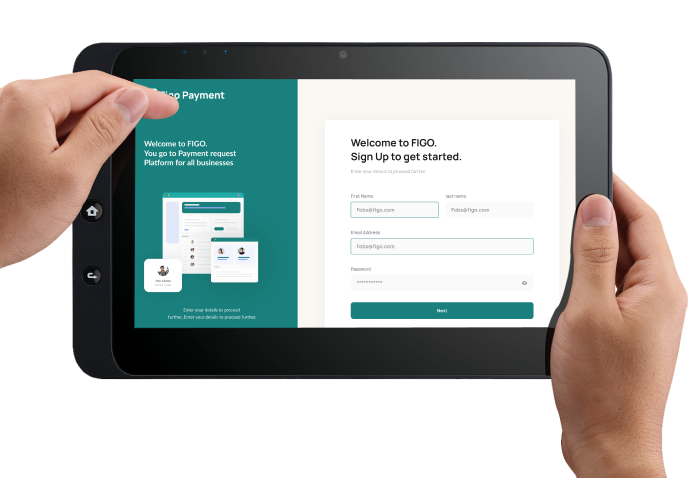 Figo Payment
Welcome to FIGO.
You go to Payment request
Platform for all businesses
Enter your details to proceed
further. Enter your details to proceed further.
Welcome to FIGO.
Sign Up to get started.
Enter your details to proceed further
First Name
last name
Fobs@figo.com
Fobs@figo.com
Email Address
Fobs@figo.com
Password
***********
Next